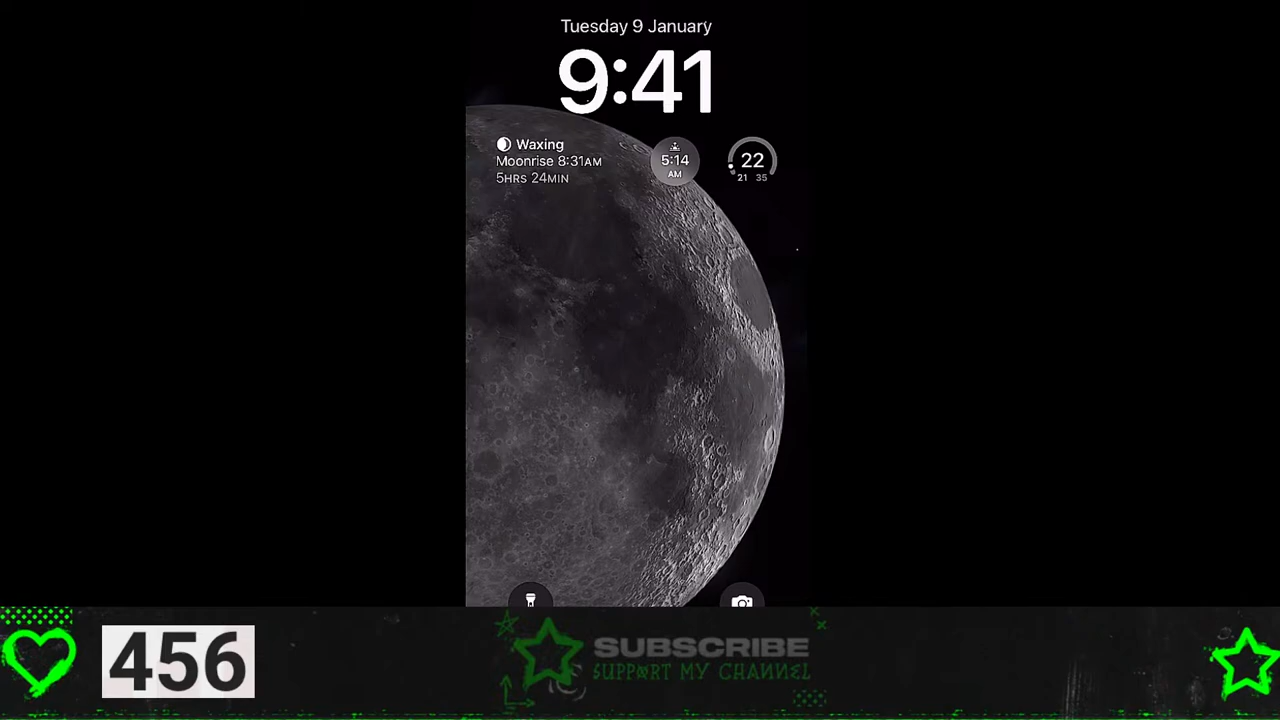 Tuesday 9 January
9:41
Waxing
Moonrise 8:31AM
5HRS 24MIN
5:14
AM
22
21 35
456
SUBSCRIBE
SUPPORT MY CHANNEL